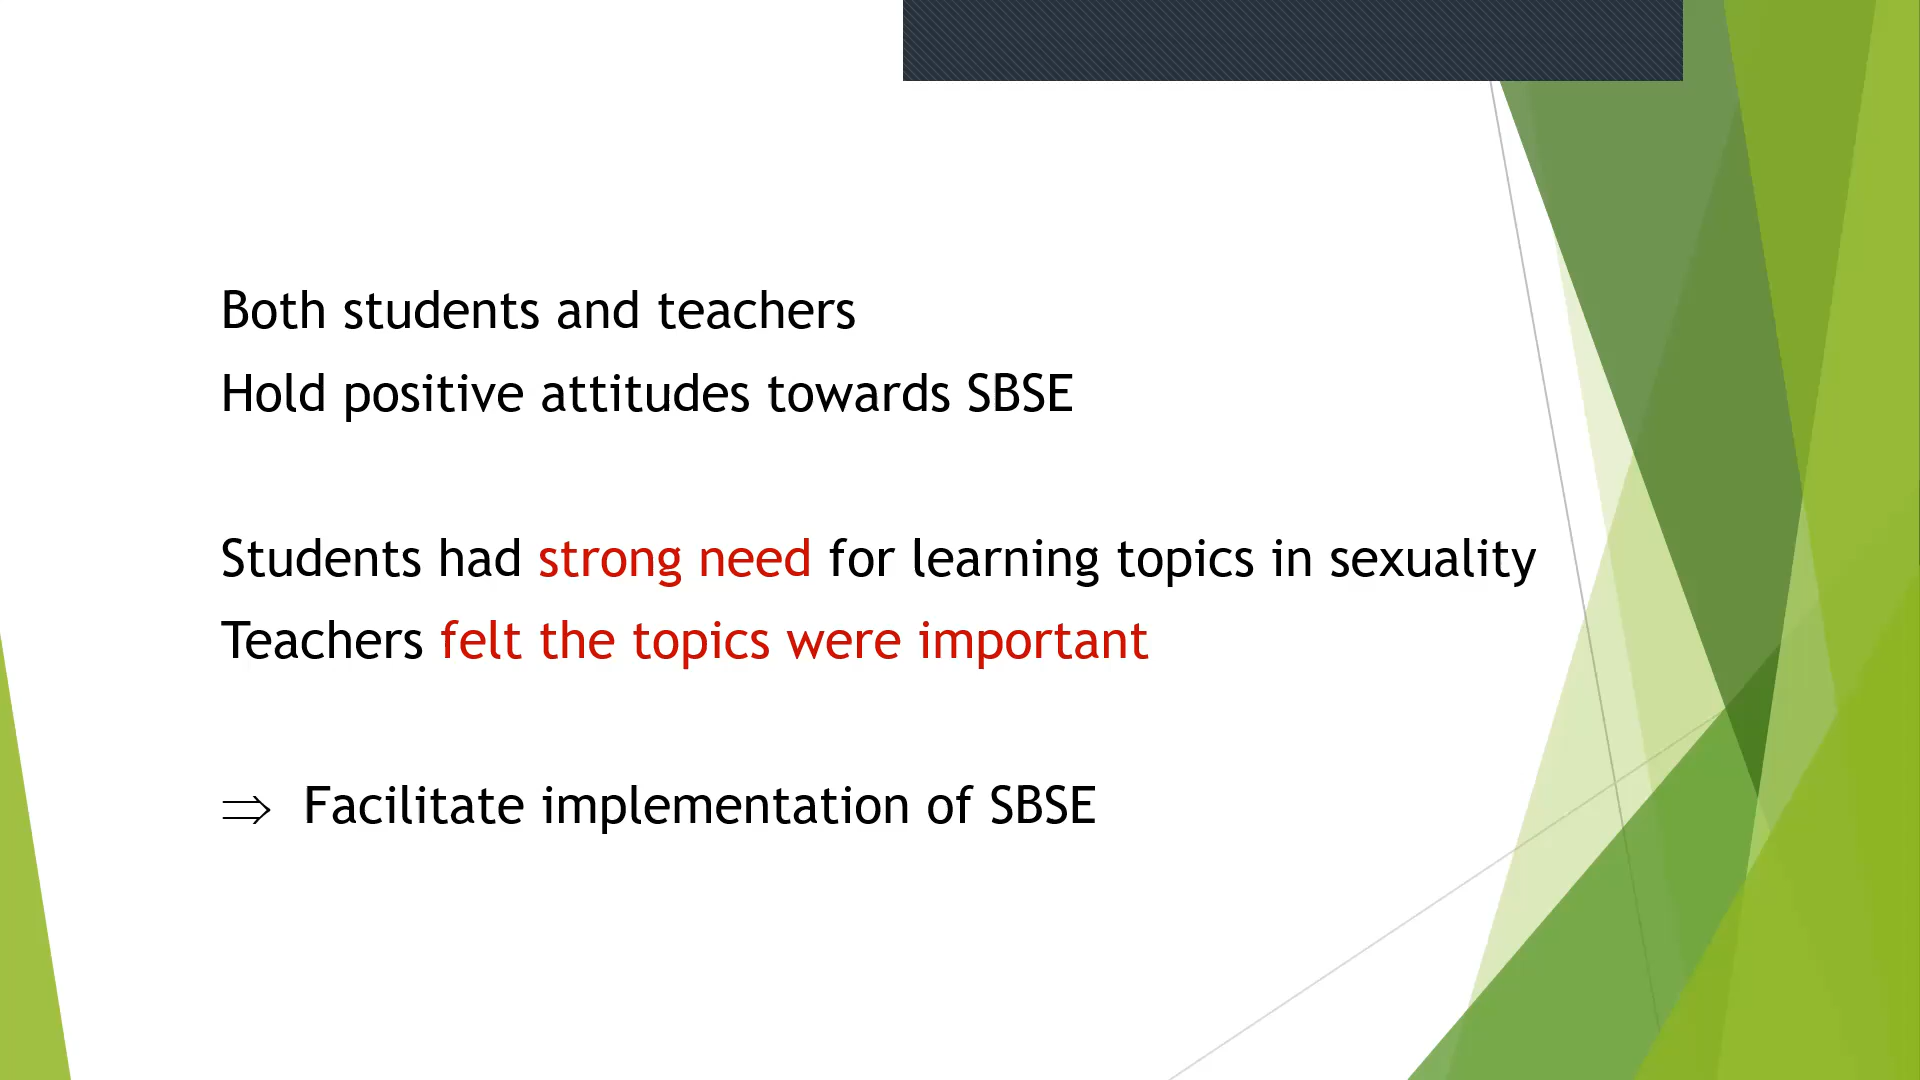 Both students and teachers
Hold positive attitudes towards SBSE
Students had strong need for learning topics in sexuality
Teachers felt the topics were important
⇒ Facilitate implementation of SBSE